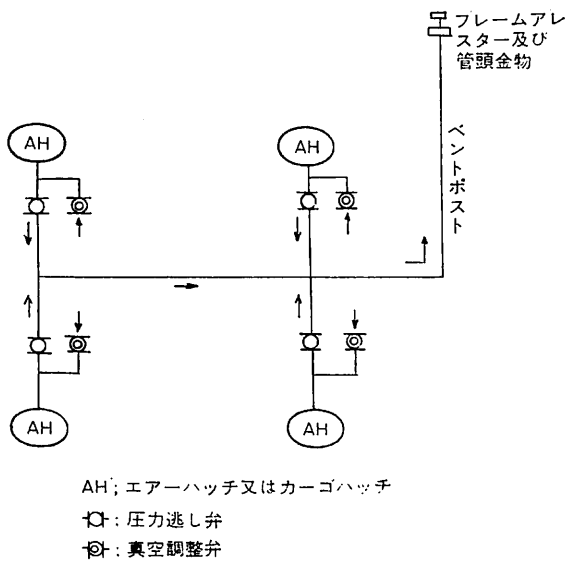 フレームアレ
スター及び
管頭金物
AH
AH
ベントポスト
AH
AH
AH；エアーハッチ又はカーゴハッチ
：圧力逃し弁
：真空調整弁